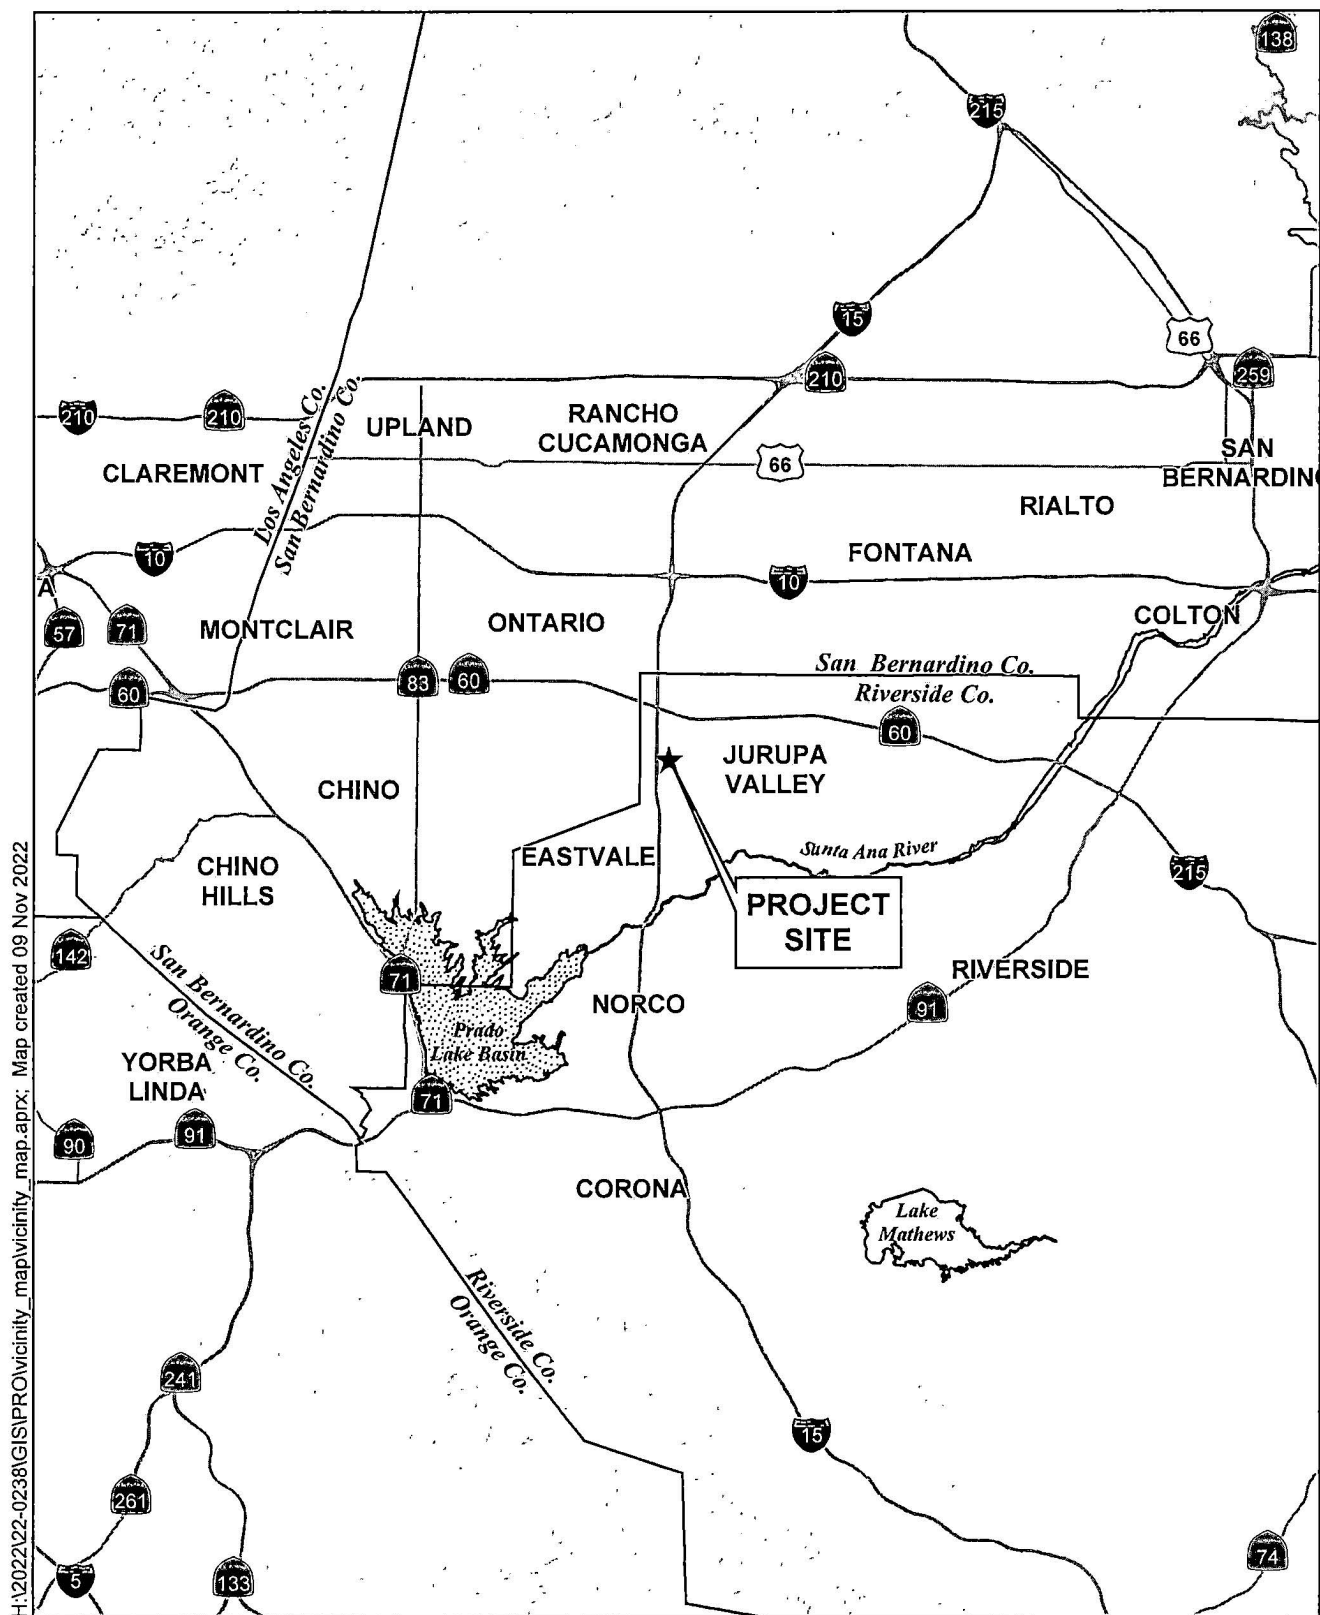 138
215
15
66
210
259
210
210
Los Angeles Co.
San Bernardino Co.
UPLAND
RANCHO
CUCAMONGA
66
SAN
BERNARDINO
CLAREMONT
RIALTO
10
FONTANA
10
A
57
71
MONTCLAIR
ONTARIO
COLTON
San Bernardino Co.
Riverside Co.
60
83
60
60
JURUPA
VALLEY
CHINO
EASTVALE
Santa Ana River
CHINO
HILLS
215
PROJECT
SITE
142
71
RIVERSIDE
San Bernardino Co.
Orange Co.
NORCO
91
Prado
Lake Basin
YORBA
LINDA
71
90
91
CORONA
Lake
Mathews
Riverside Co.
Orange Co.
241
15
261
5
133
74
H:\2022\22-0238\GIS\PRO\vicinity_map\vicinity_map.aprx; Map created 09 Nov 2022